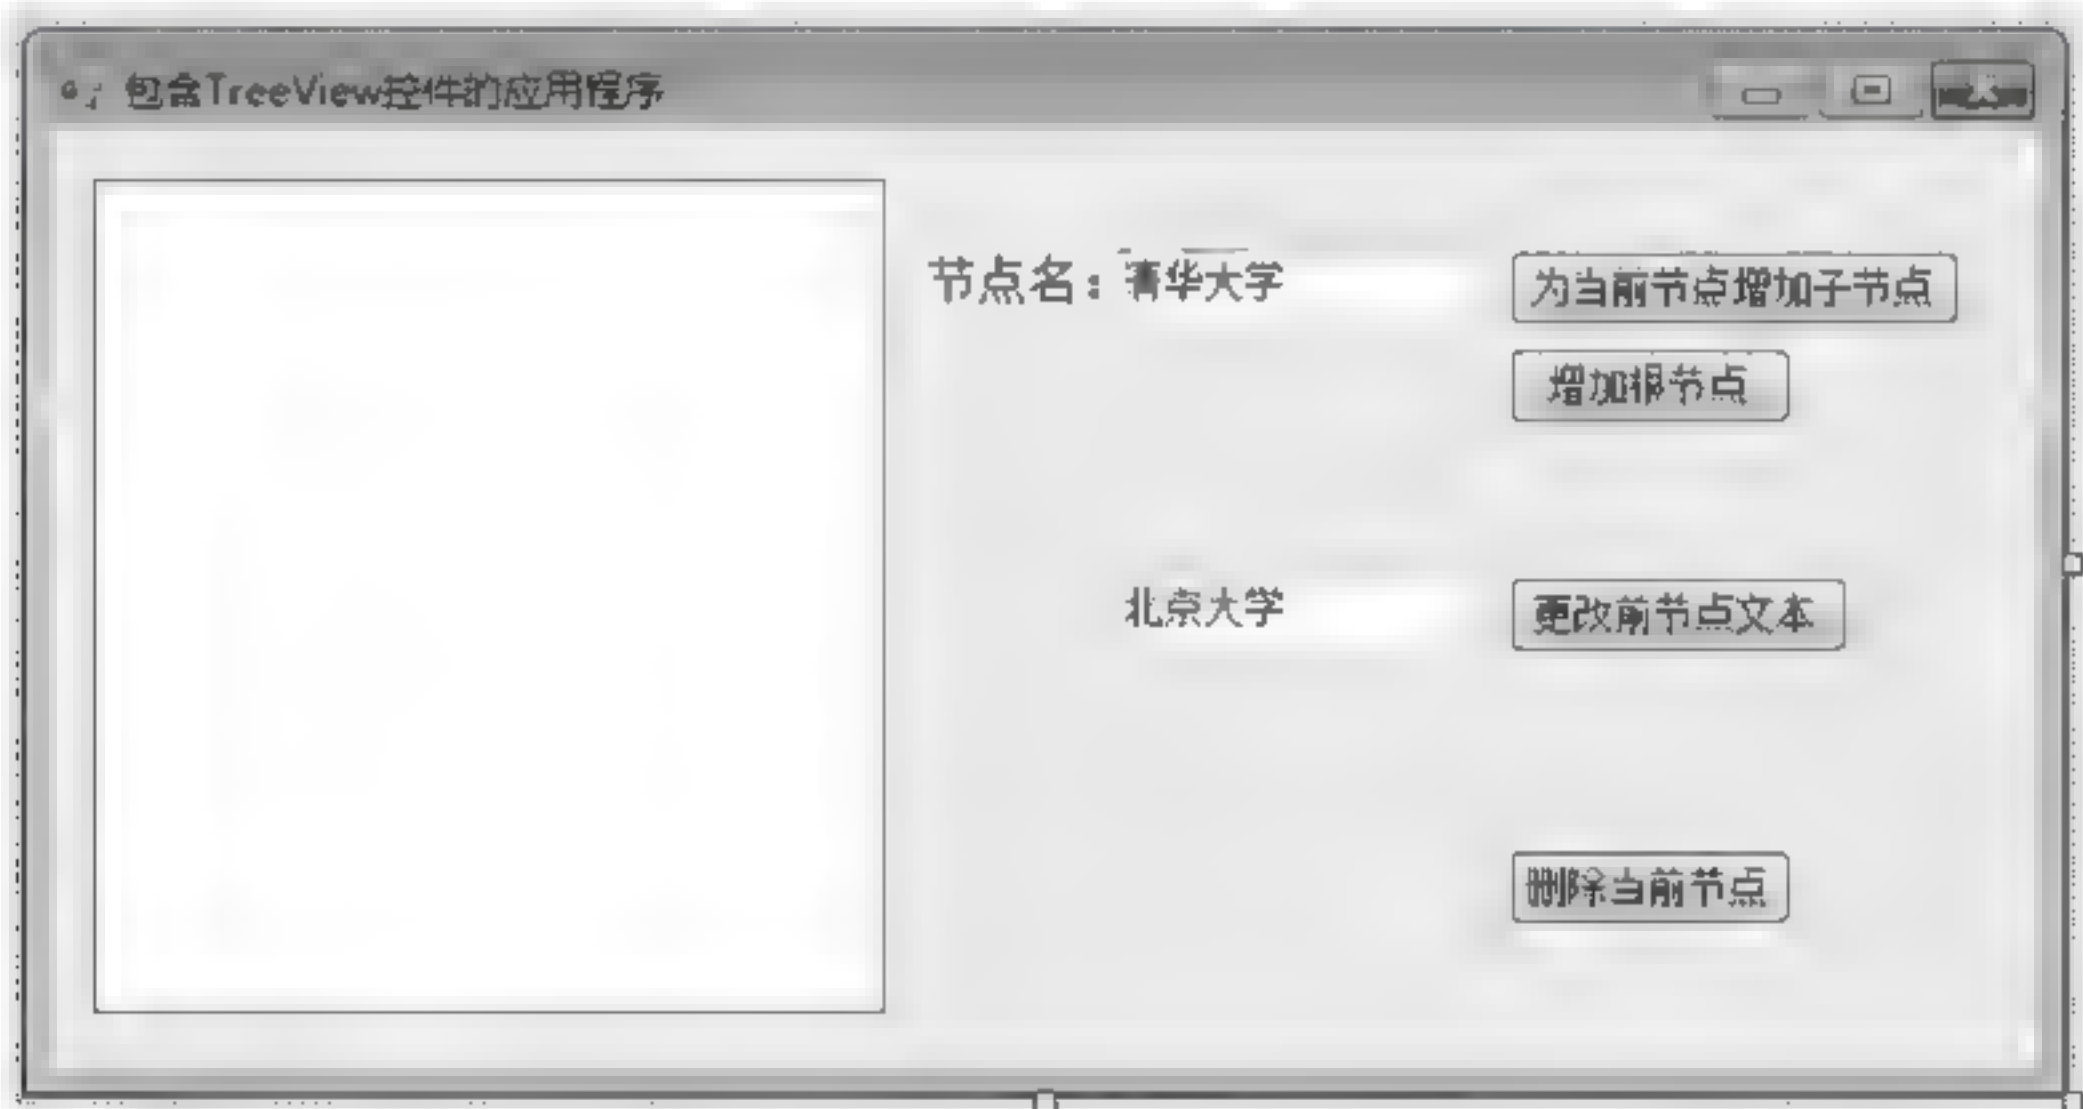 包含TreeView控件的应用程序
节点名：清华大学
为当前节点增加子节点
增加根节点
北京大学
更改前节点文本
删除当前节点